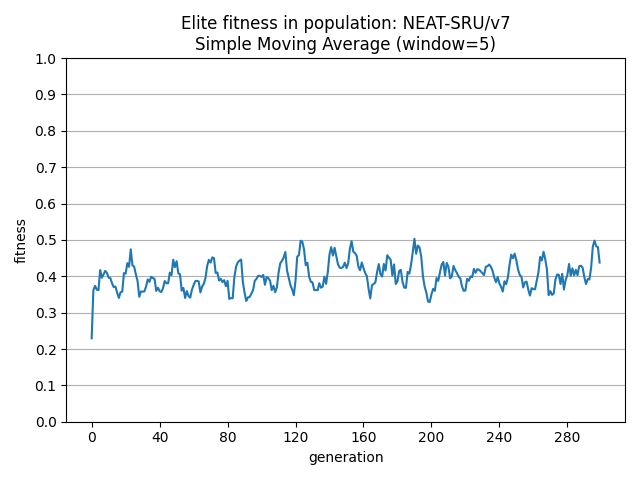 Elite fitness in population: NEAT-SRU/v7
Simple Moving Average (window=5)
1.0
0.9
0.8
0.7
0.6
0.5
0.4
0.3
0.2
0.1
0.0
fitness
0 40 80 120 160 200 240 280
generation